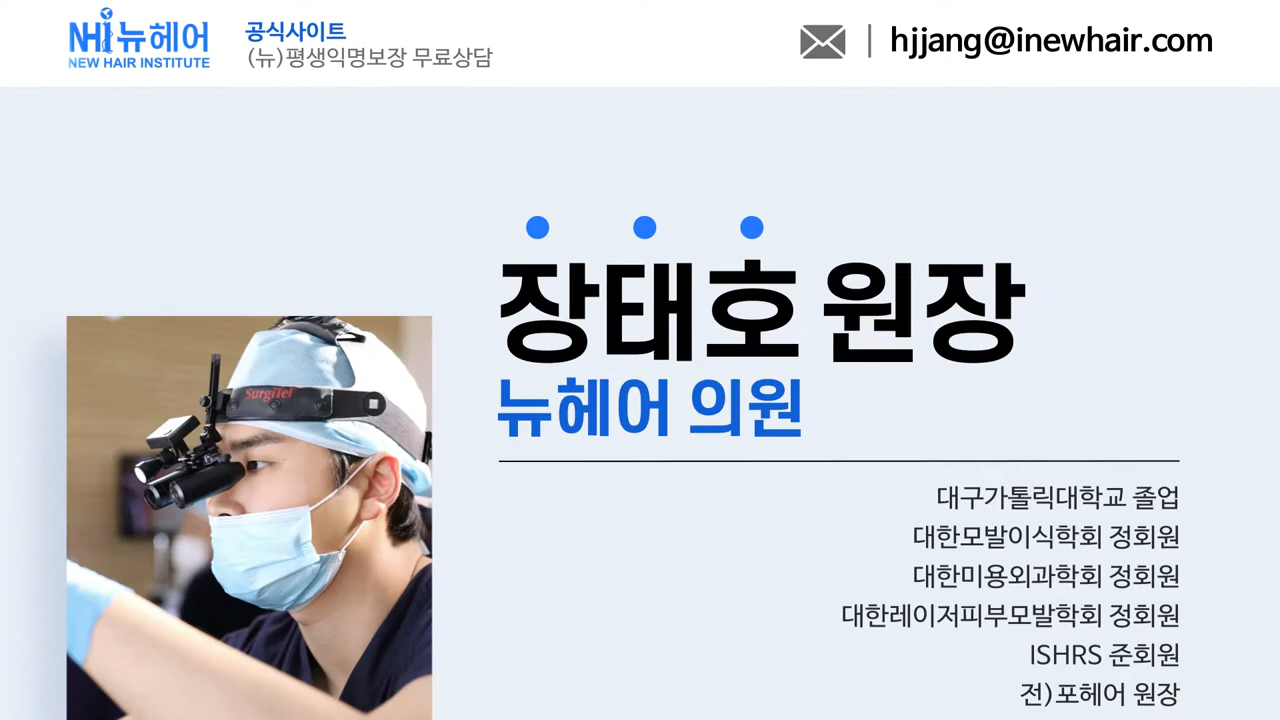 NHI 뉴헤어
NEW HAIR INSTITUTE
공식사이트
(뉴)평생익명보장 무료상담
hjjang@inewhair.com
장태호 원장
뉴헤어 의원
SurgiTel
대구가톨릭대학교 졸업
대한모발이식학회 정회원
대한미용외과학회 정회원
대한레이저피부모발학회 정회원
ISHRS 준회원
전)포헤어 원장